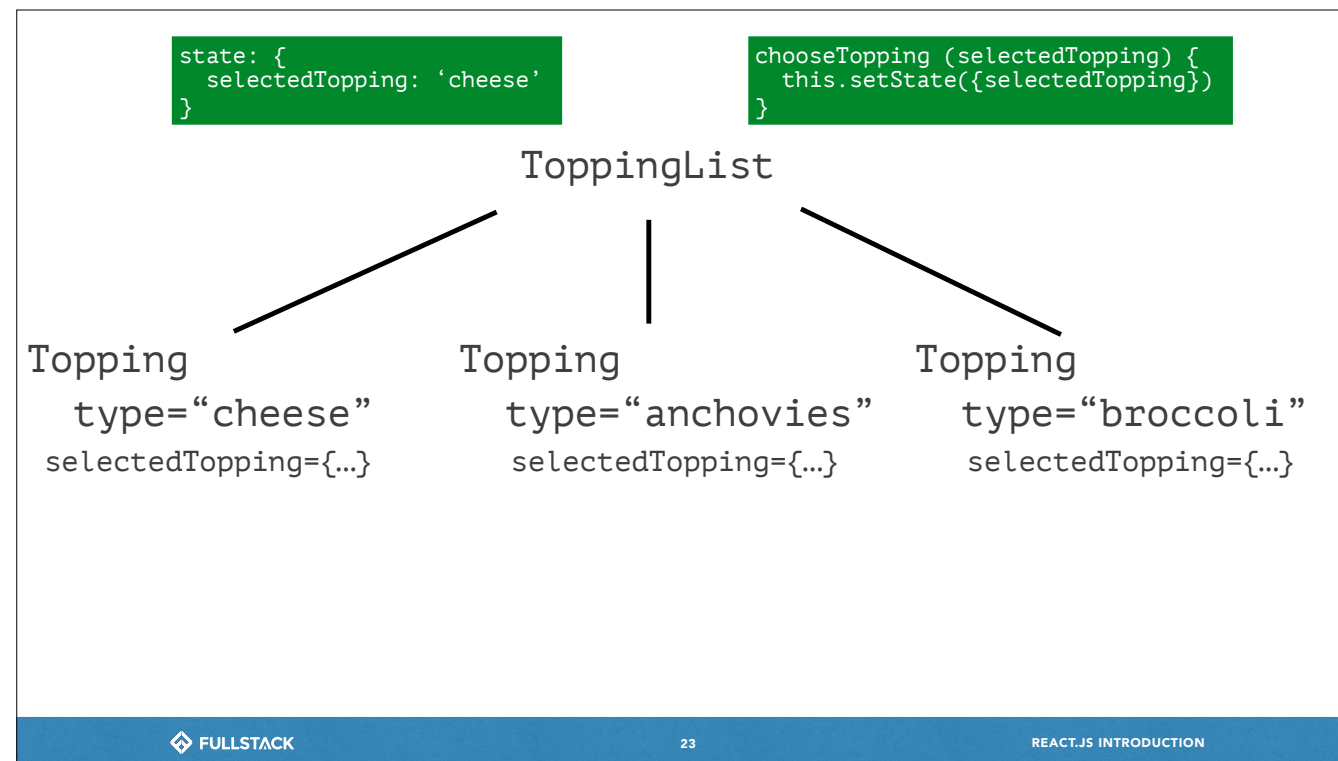 state: {
  selectedTopping: ‘cheese’
}
chooseTopping (selectedTopping) {
  this.setState({selectedTopping})
}
ToppingList
Topping
type=“cheese”
selectedTopping={…}
Topping
type=“anchovies”
selectedTopping={…}
Topping
type=“broccoli”
selectedTopping={…}
FULLSTΛCK
23
REACT.JS INTRODUCTION